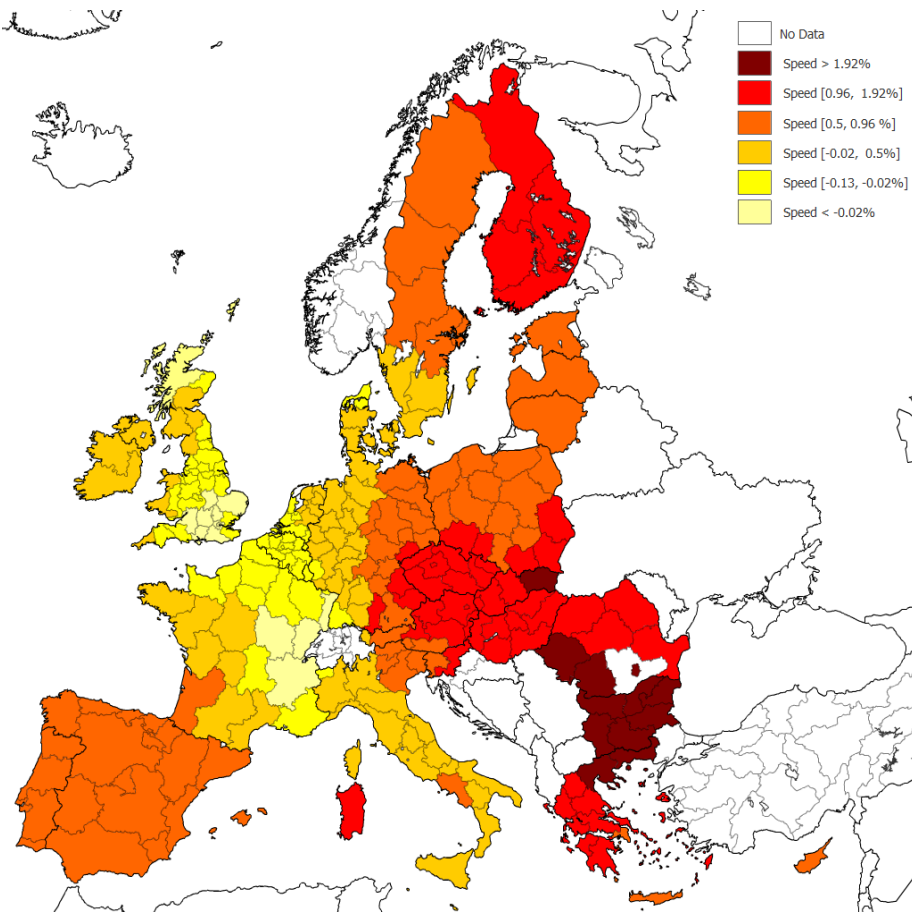 No Data
Speed > 1.92%
Speed [0.96, 1.92%]
Speed [0.5, 0.96 %]
Speed [-0.02, 0.5%]
Speed [-0.13, -0.02%]
Speed < -0.02%